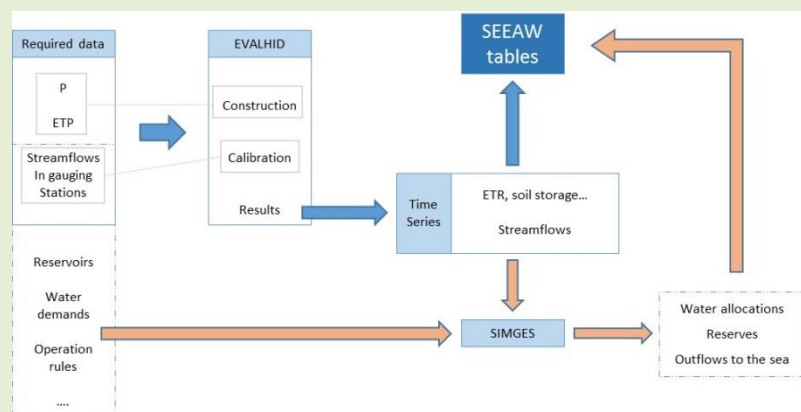 Required data
P
ETP
Streamflows
In gauging
Stations
Reservoirs
Water
demands
Operation
rules
....
EVALHID
Construction
Calibration
Results
SEEAW
tables
Time
Series
ETR, soil storage...
Streamflows
SIMGES
Water allocations
Reserves
Outflows to the sea